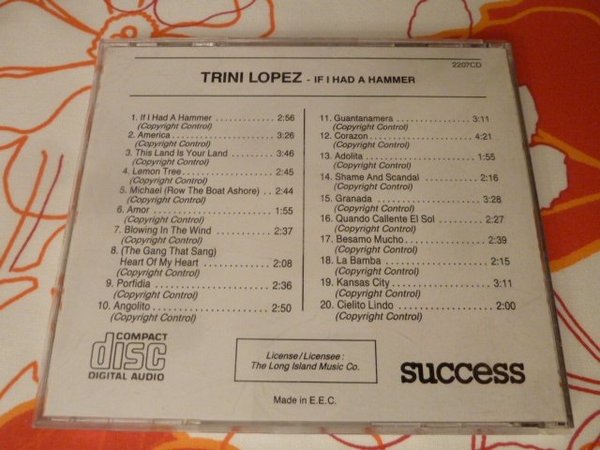 2207CD
TRINI LOPEZ - IF I HAD A HAMMER
1. If I Had A Hammer ............ 2:56
(Copyright Control)
2. America ..................... 3:26
(Copyright Control)
3. This Land Is Your Land ........ 3:46
(Copyright Control)
4. Lemon Tree .................. 2:45
(Copyright Control)
5. Michael (Row The Boat Ashore) .. 2:44
(Copyright Control)
6. Amor ........................ 1:55
(Copyright Control)
7. Blowing In The Wind .......... 2:37
(Copyright Control)
8. (The Gang That Sang)
Heart Of My Heart ............ 2:08
(Copyright Control)
9. Porfidia ...................... 2:36
(Copyright Control)
10. Angolito ..................... 2:50
(Copyright Control)
11. Guantanamera ............... 3:11
(Copyright Control)
12. Corazon ..................... 4:21
(Copyright Control)
13. Adolita ...................... 1:55
(Copyright Control)
14. Shame And Scandal .......... 2:16
(Copyright Control)
15. Granada ..................... 3:28
(Copyright Control)
16. Quando Callente El Sol ....... 2:27
(Copyright Control)
17. Besamo Mucho ............... 2:39
(Copyright Control)
18. La Bamba ................... 2:15
(Copyright Control)
19. Kansas City .................. 3:11
(Copyright Control)
20. Cielito Lindo ................. 2:00
(Copyright Control)
COMPACT
disc
DIGITAL AUDIO
License / Licensee :
The Long Island Music Co.
success
Made in E.E.C.